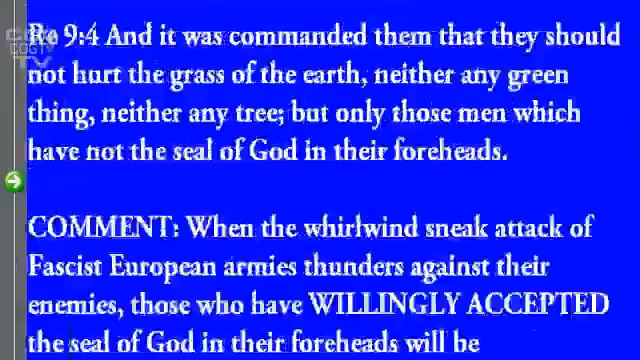 Re 9:4 And it was commanded them that they should
not hurt the grass of the earth, neither any green
thing, neither any tree; but only those men which
have not the seal of God in their foreheads.
COMMENT: When the whirlwind sneak attack of
Fascist European armies thunders against their
enemies, those who have WILLINGLY ACCEPTED
the seal of God in their foreheads will be
COGTV
TV